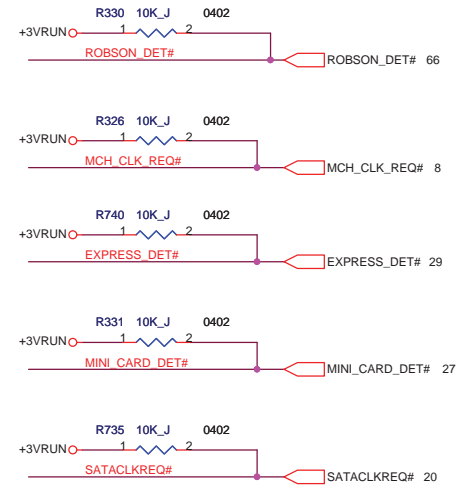 R330 10K_J 0402
+3VRUN 1 2
ROBSON_DET#
ROBSON_DET# 66
R326 10K_J 0402
+3VRUN 1 2
MCH_CLK_REQ#
MCH_CLK_REQ# 8
R740 10K_J 0402
+3VRUN 1 2
EXPRESS_DET#
EXPRESS_DET# 29
R331 10K_J 0402
+3VRUN 1 2
MINI_CARD_DET#
MINI_CARD_DET# 27
R735 10K_J 0402
+3VRUN 1 2
SATACLKREQ#
SATACLKREQ# 20